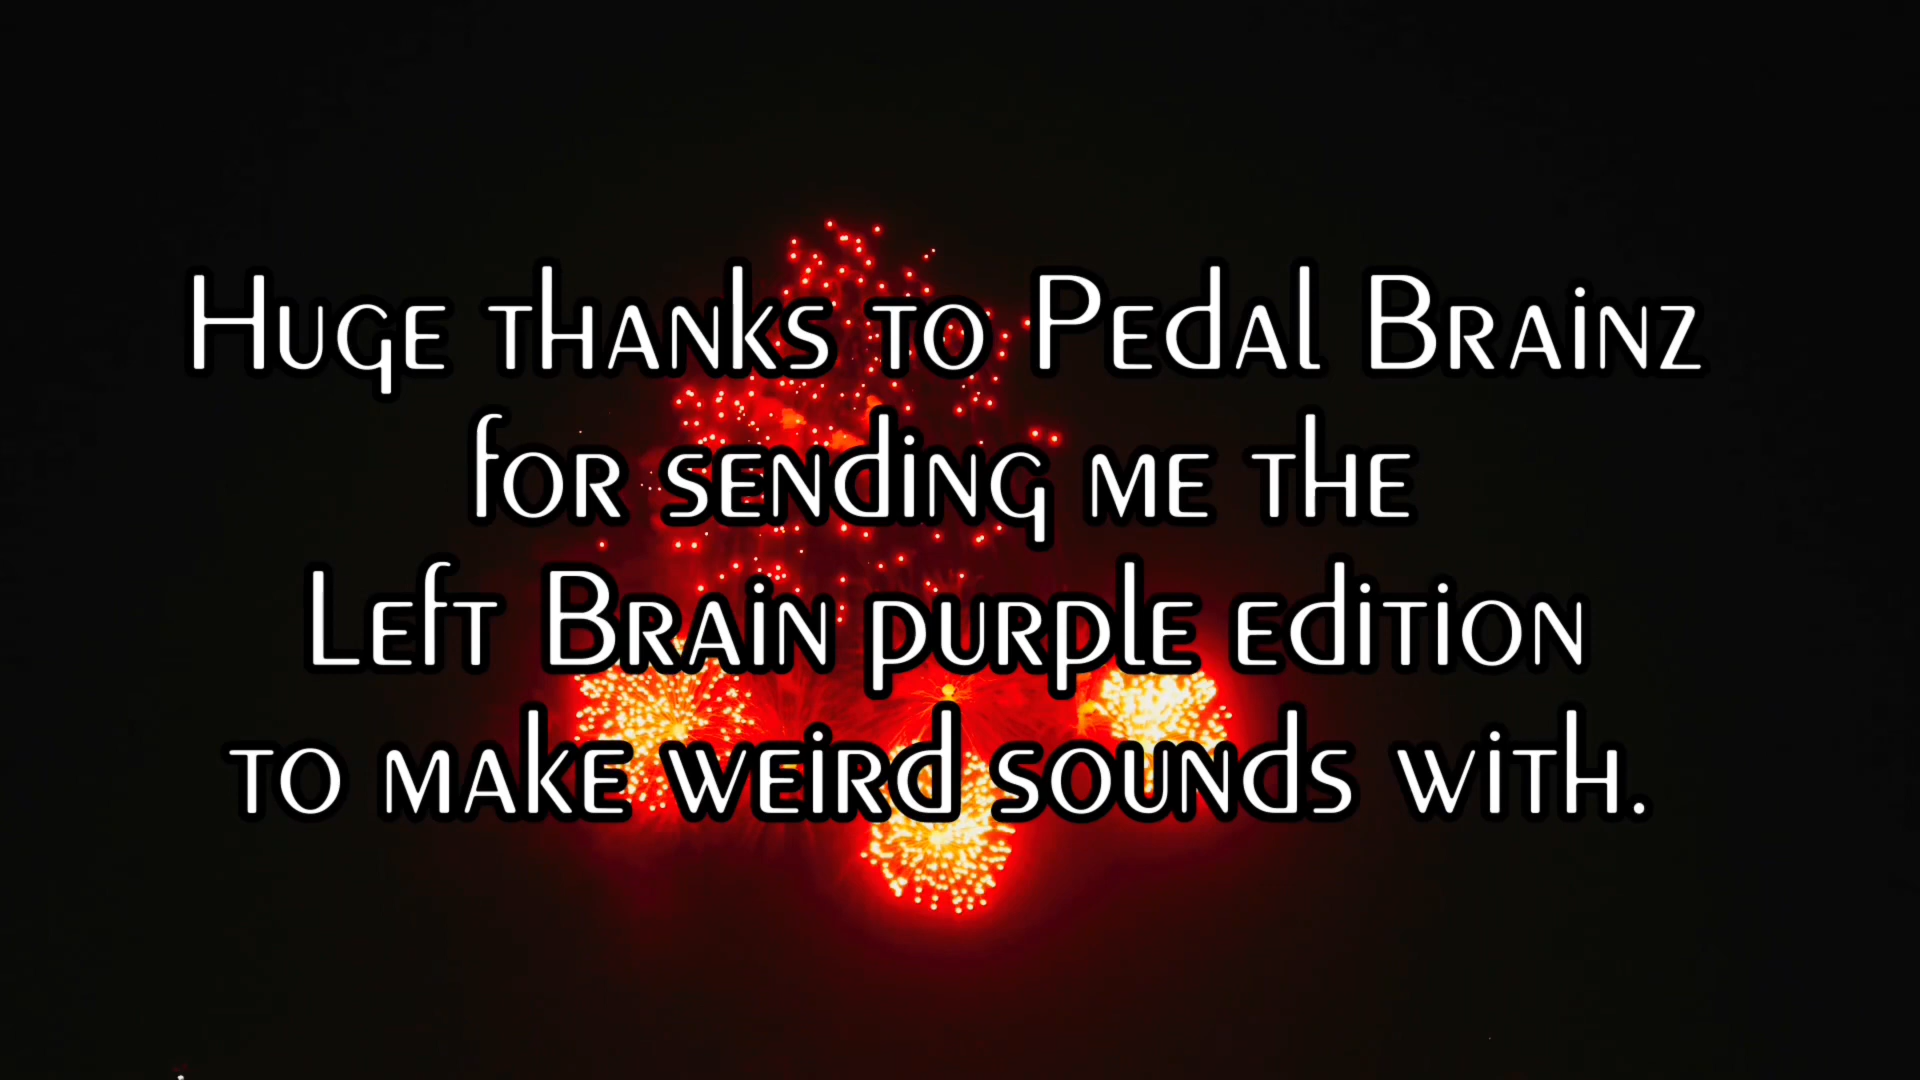 Huge thanks to Pedal Brainz
for sending me the
Left Brain purple edition
to make weird sounds with.